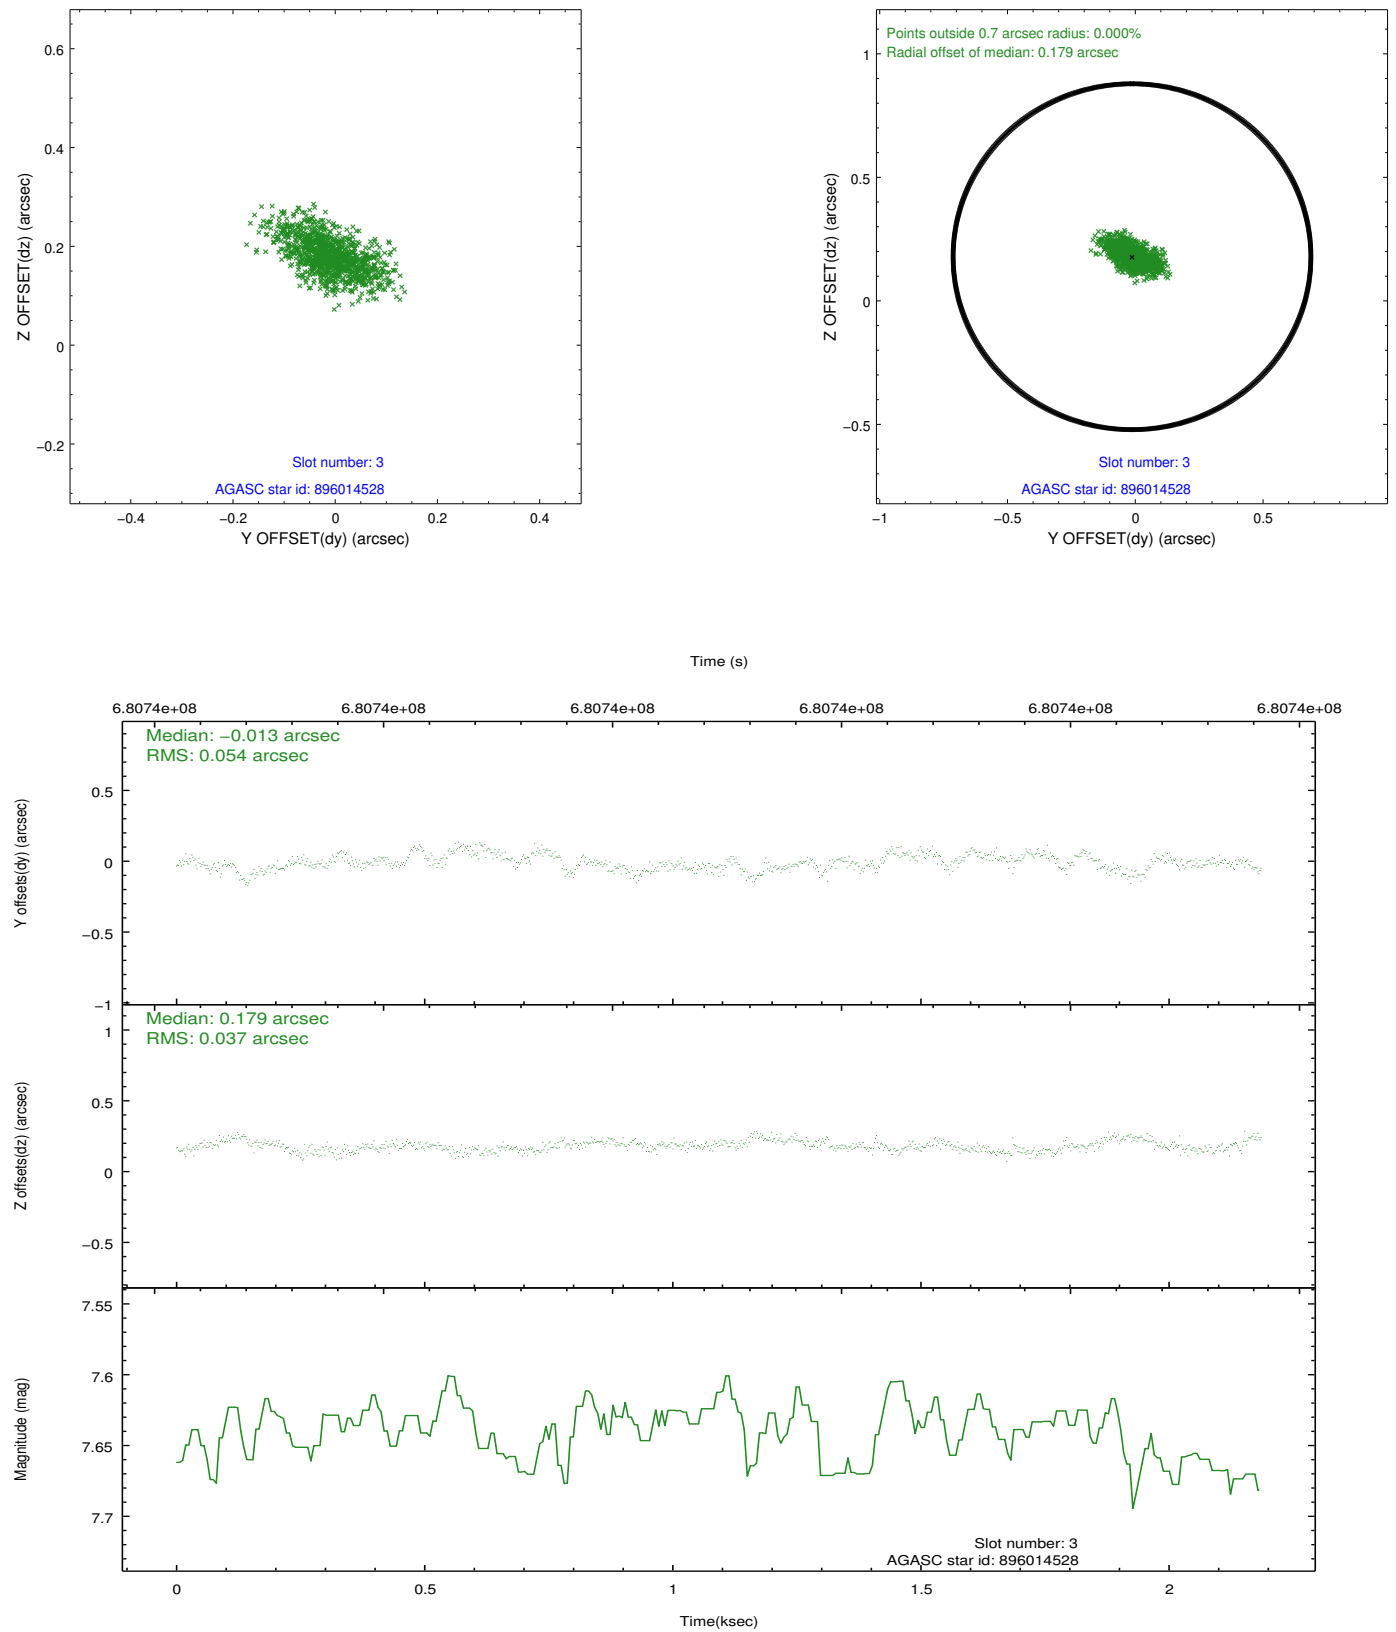 0.6
0.4
0.2
0
−0.2
Z OFFSET(dz) (arcsec)
Slot number: 3
AGASC star id: 896014528
−0.4 −0.2 0 0.2 0.4
Y OFFSET(dy) (arcsec)
Points outside 0.7 arcsec radius: 0.000%
Radial offset of median: 0.179 arcsec
1
0.5
0
−0.5
Z OFFSET(dz) (arcsec)
Slot number: 3
AGASC star id: 896014528
−1 −0.5 0 0.5
Y OFFSET(dy) (arcsec)
Time (s)
6.8074e+08 6.8074e+08 6.8074e+08 6.8074e+08 6.8074e+08 6.8074e+08
Median: −0.013 arcsec
RMS: 0.054 arcsec
0.5
0
−0.5
−1
Y offsets(dy) (arcsec)
Median: 0.179 arcsec
RMS: 0.037 arcsec
1
0.5
0
−0.5
Z offsets(dz) (arcsec)
7.55
7.6
7.65
7.7
Magnitude (mag)
Slot number: 3
AGASC star id: 896014528
0 0.5 1 1.5 2
Time(ksec)